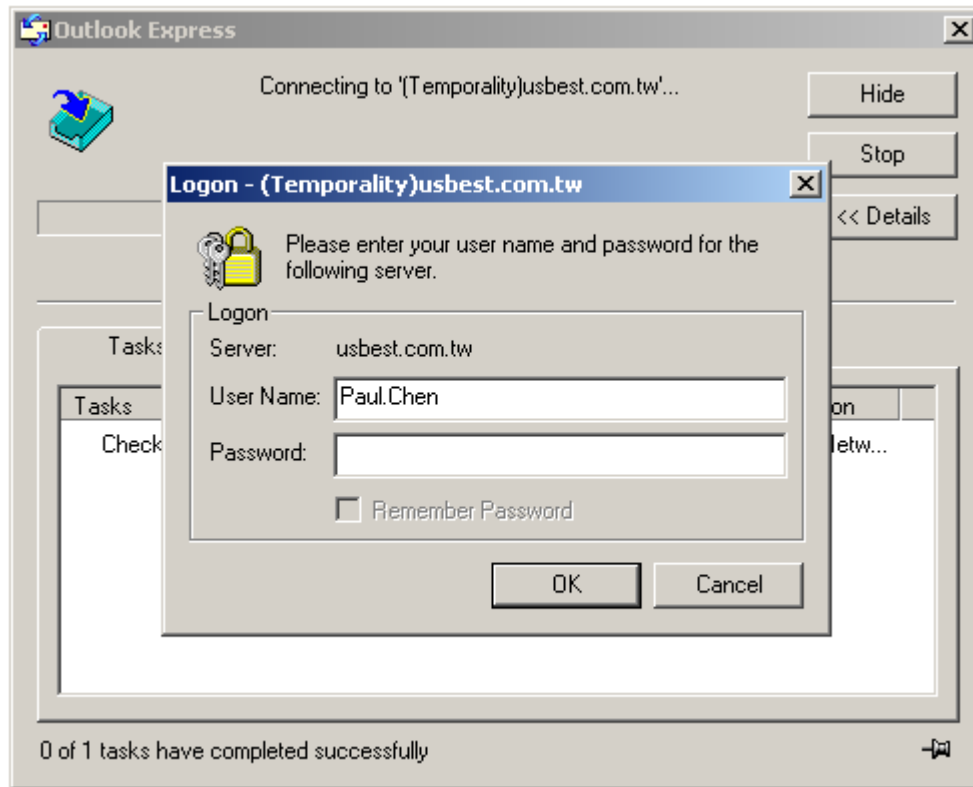 Outlook Express
Connecting to '(Temporality)usbest.com.tw'...
Hide
Stop
<< Details
Logon - (Temporality)usbest.com.tw
Please enter your user name and password for the
following server.
Logon
Server: usbest.com.tw
User Name: Paul.Chen
Password:
Remember Password
OK Cancel
Tasks
Tasks
Check
0 of 1 tasks have completed successfully